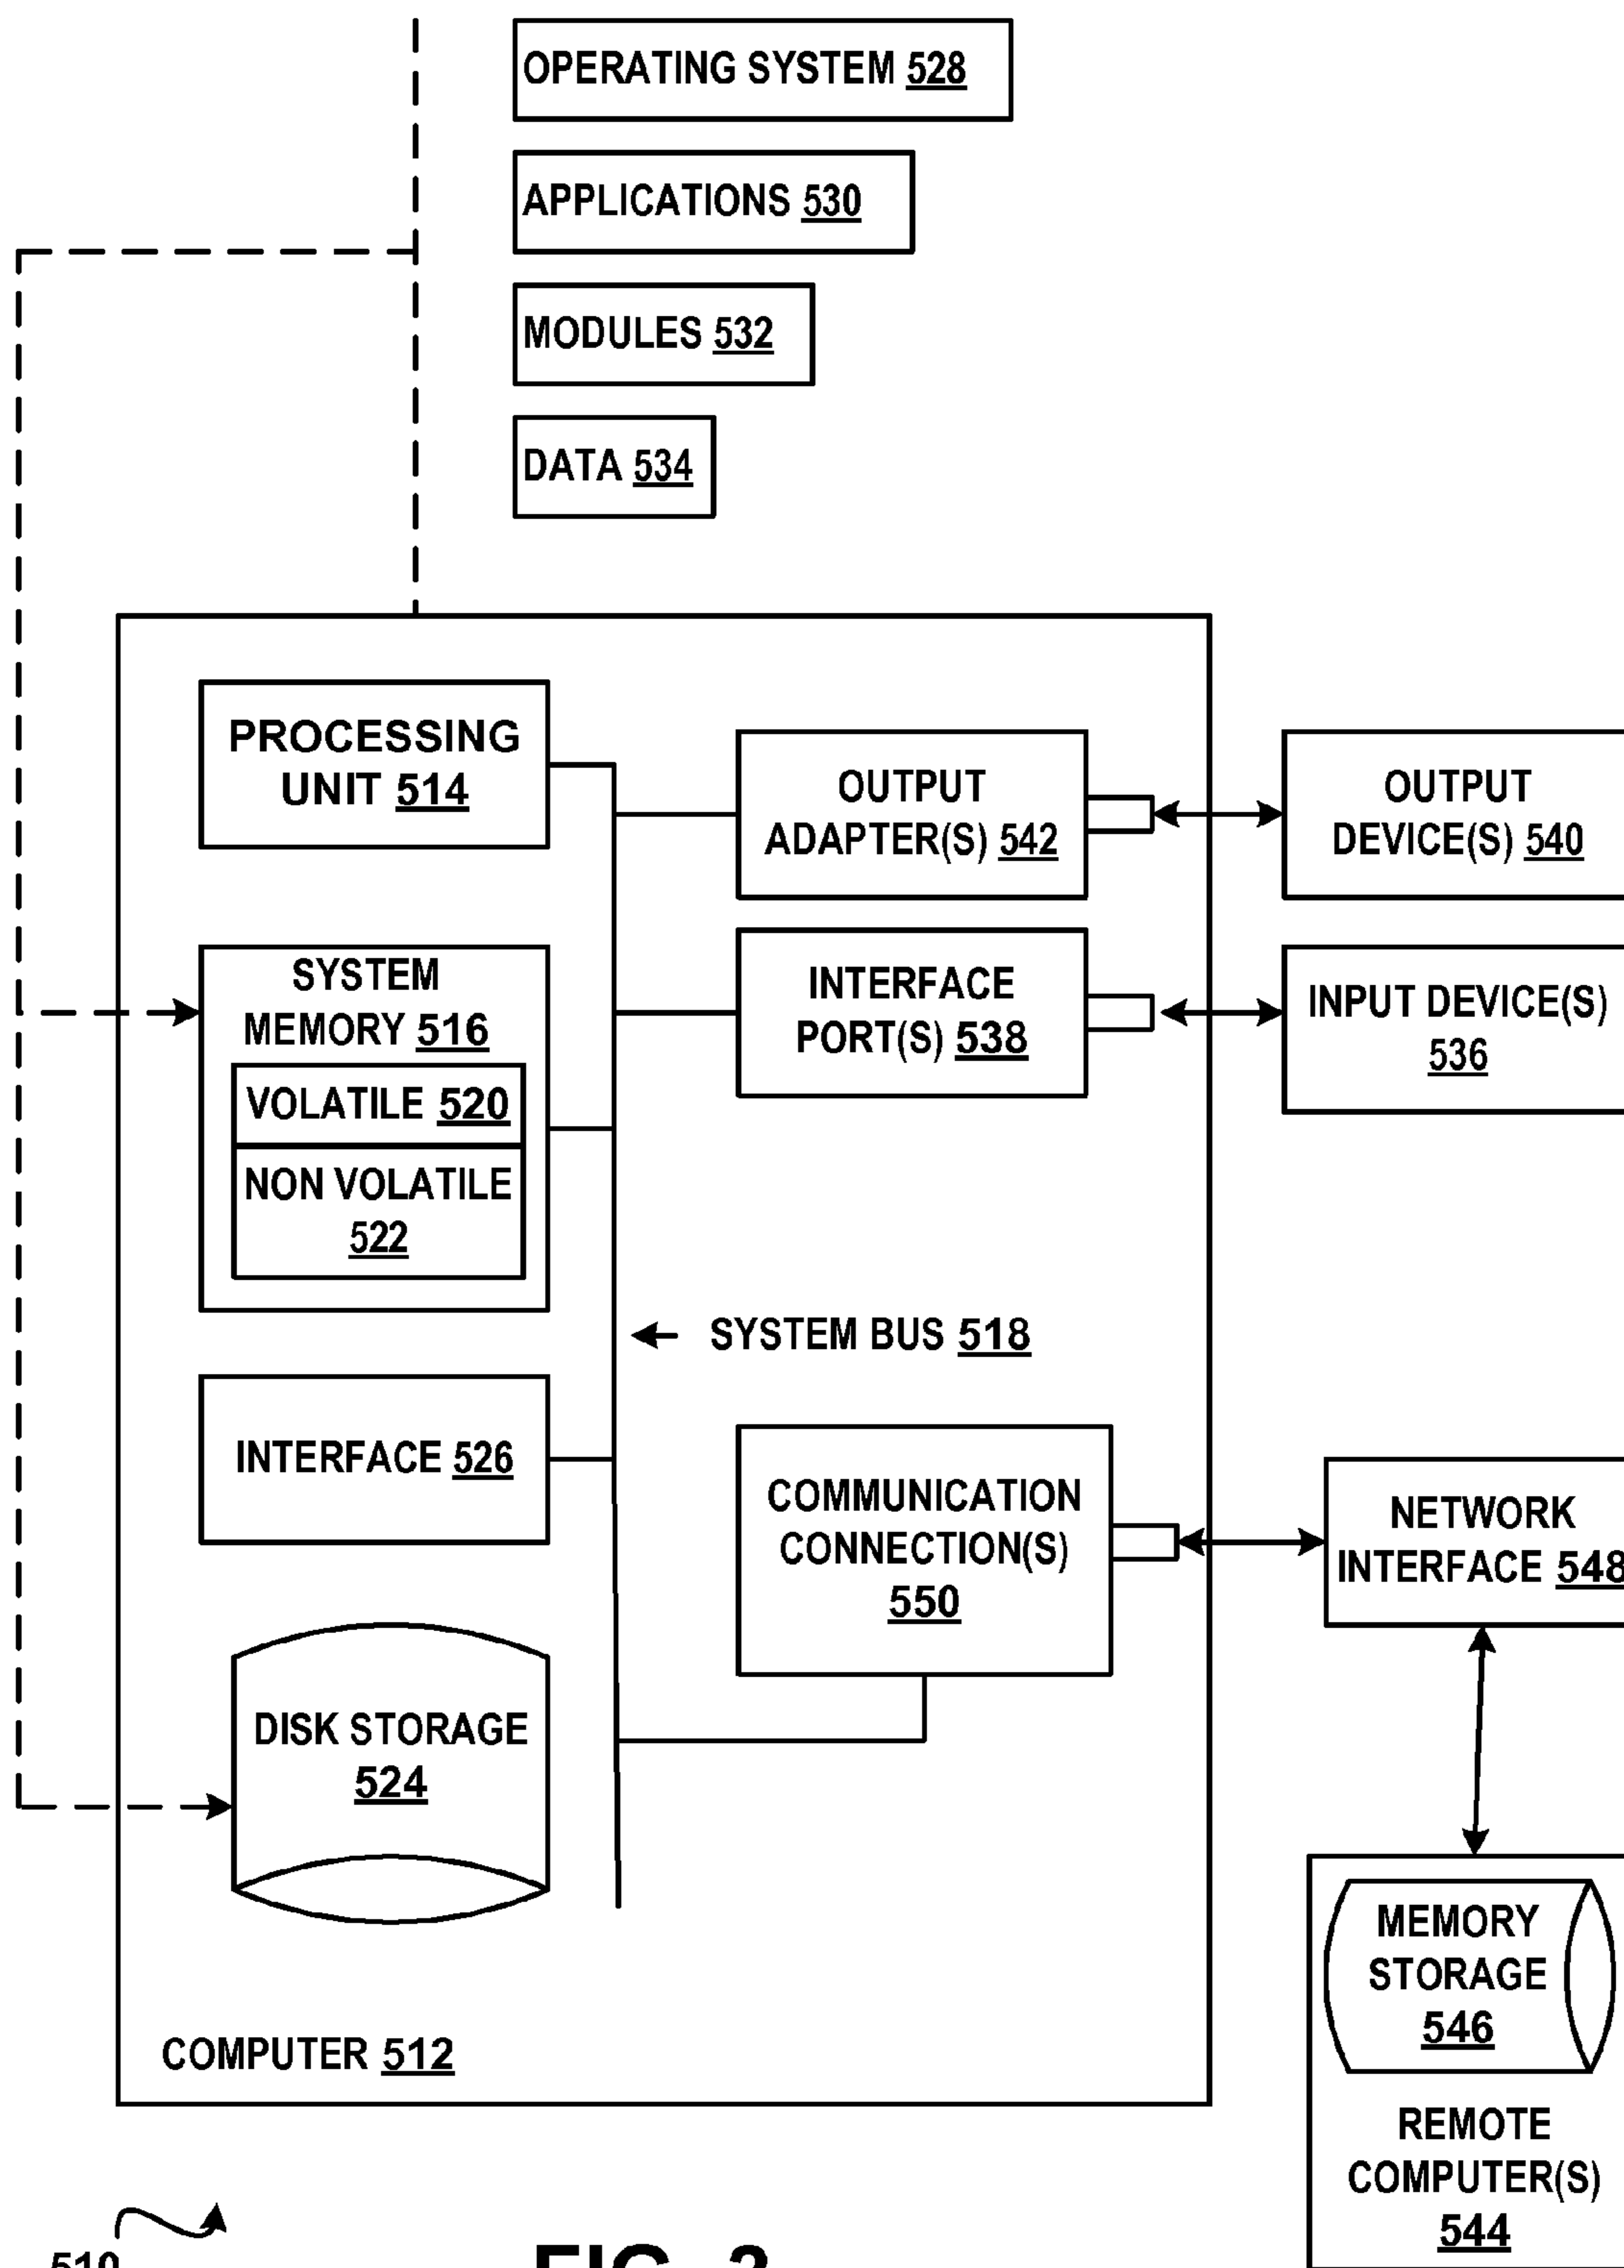 OPERATING SYSTEM 528
APPLICATIONS 530
MODULES 532
DATA 534
PROCESSING
UNIT 514
OUTPUT
ADAPTER(S) 542
OUTPUT
DEVICE(S) 540
SYSTEM
MEMORY 516
VOLATILE 520
NON VOLATILE
522
INTERFACE
PORT(S) 538
INPUT DEVICE(S)
536
SYSTEM BUS 518
INTERFACE 526
COMMUNICATION
CONNECTION(S)
550
NETWORK
INTERFACE 548
DISK STORAGE
524
MEMORY
STORAGE
546
REMOTE
COMPUTER(S)
544
COMPUTER 512
510